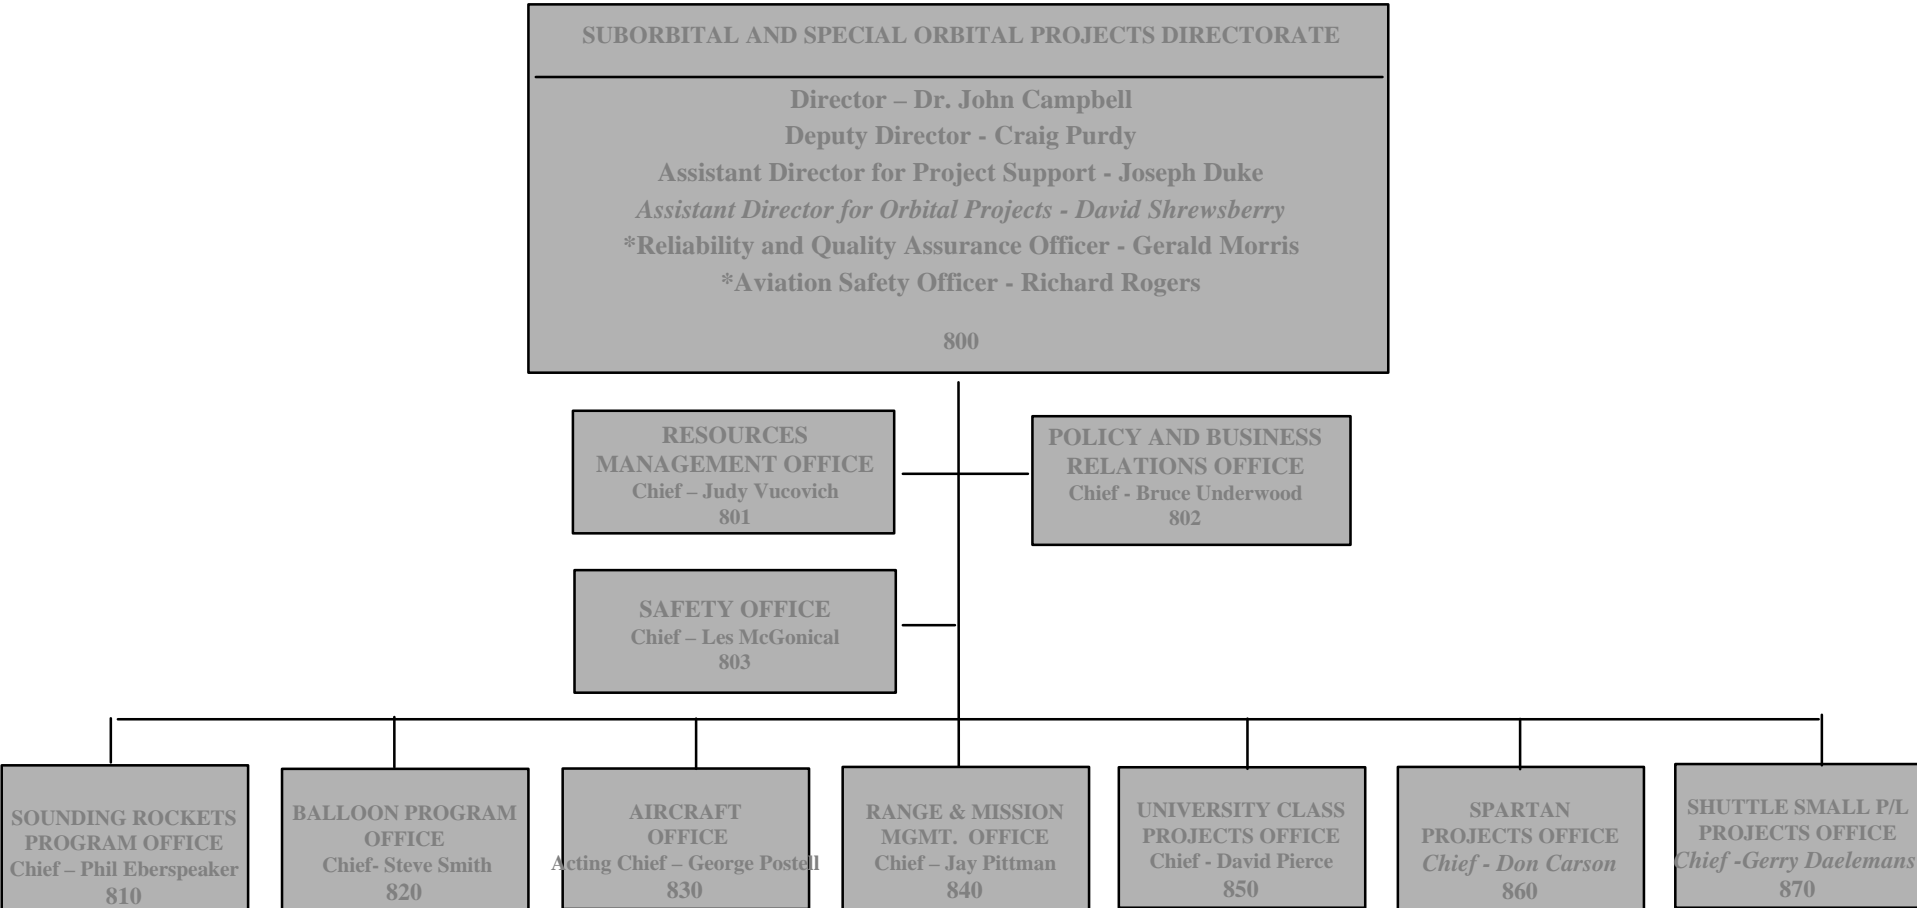 SUBORBITAL AND SPECIAL ORBITAL PROJECTS DIRECTORATE
Director – Dr. John Campbell
Deputy Director - Craig Purdy
Assistant Director for Project Support - Joseph Duke
Assistant Director for Orbital Projects - David Shrewsberry
*Reliability and Quality Assurance Officer - Gerald Morris
*Aviation Safety Officer - Richard Rogers
800
RESOURCES
MANAGEMENT OFFICE
Chief – Judy Vucovich
801
POLICY AND BUSINESS
RELATIONS OFFICE
Chief - Bruce Underwood
802
SAFETY OFFICE
Chief – Les McGonical
803
SOUNDING ROCKETS
PROGRAM OFFICE
Chief – Phil Eberspeaker
810
BALLOON PROGRAM
OFFICE
Chief- Steve Smith
820
AIRCRAFT
OFFICE
Acting Chief – George Postell
830
RANGE & MISSION
MGMT. OFFICE
Chief – Jay Pittman
840
UNIVERSITY CLASS
PROJECTS OFFICE
Chief - David Pierce
850
SPARTAN
PROJECTS OFFICE
Chief - Don Carson
860
SHUTTLE SMALL P/L
PROJECTS OFFICE
Chief -Gerry Daelemans
870